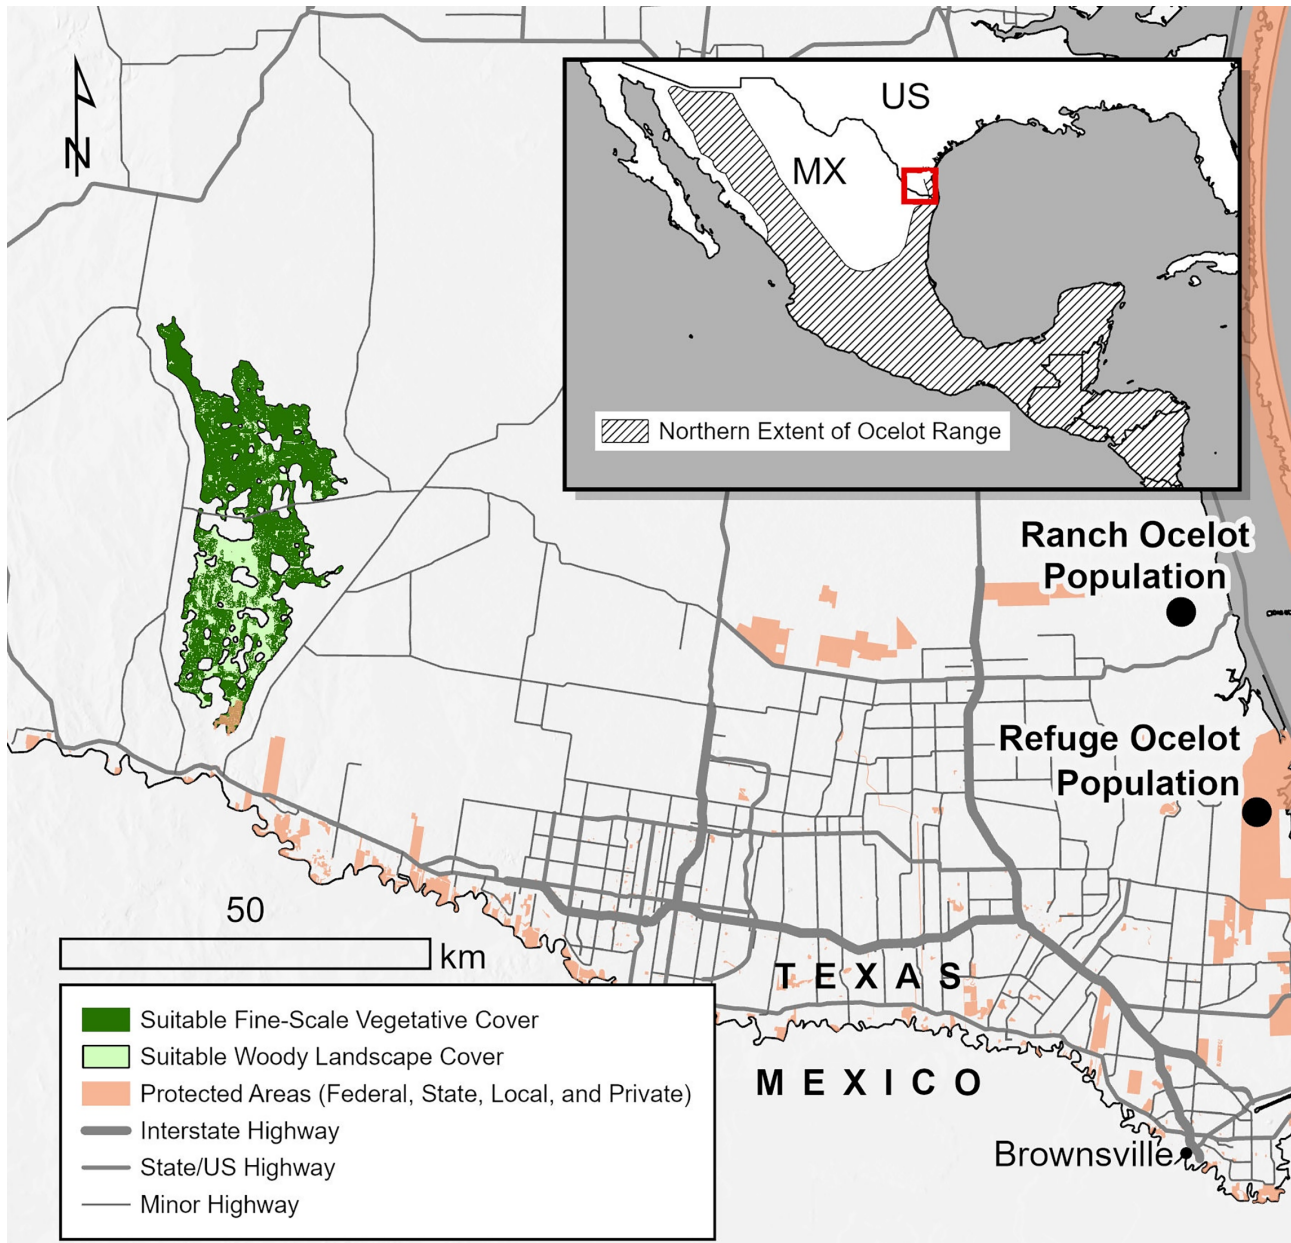 N
US
MX
Northern Extent of Ocelot Range
Ranch Ocelot
Population
Refuge Ocelot
Population
50
km
TEXAS
MEXICO
Brownsville
Suitable Fine-Scale Vegetative Cover
Suitable Woody Landscape Cover
Protected Areas (Federal, State, Local, and Private)
Interstate Highway
State/US Highway
Minor Highway